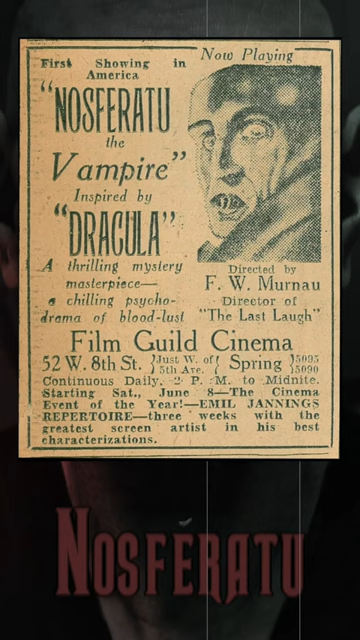 Now Playing
First Showing in
America
"NOSFERATU
the
Vampire"
Inspired by
"DRACULA"
A thrilling mystery
masterpiece—
a chilling psycho-
drama of blood-lust
Directed by
F. W. Murnau
Director of
"The Last Laugh"
Film Guild Cinema
52 W. 8th St. } Just W. of 5th Ave. { Spring } 5095 5090
Continuous Daily. 2 P. M. to Midnite.
Starting Sat., June 8—The Cinema
Event of the Year!—EMIL JANNINGS
REPERTOIRE—three weeks with the
greatest screen artist in his best
characterizations.
NOSFERATU